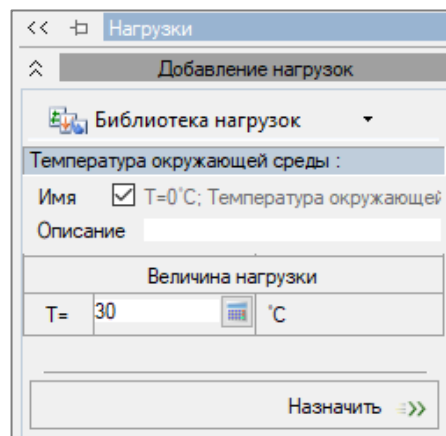 << Нагрузки
Добавление нагрузок
Библиотека нагрузок
Температура окружающей среды :
Имя T=0°C; Температура окружающей
Описание
Величина нагрузки
T= 30 °C
Назначить